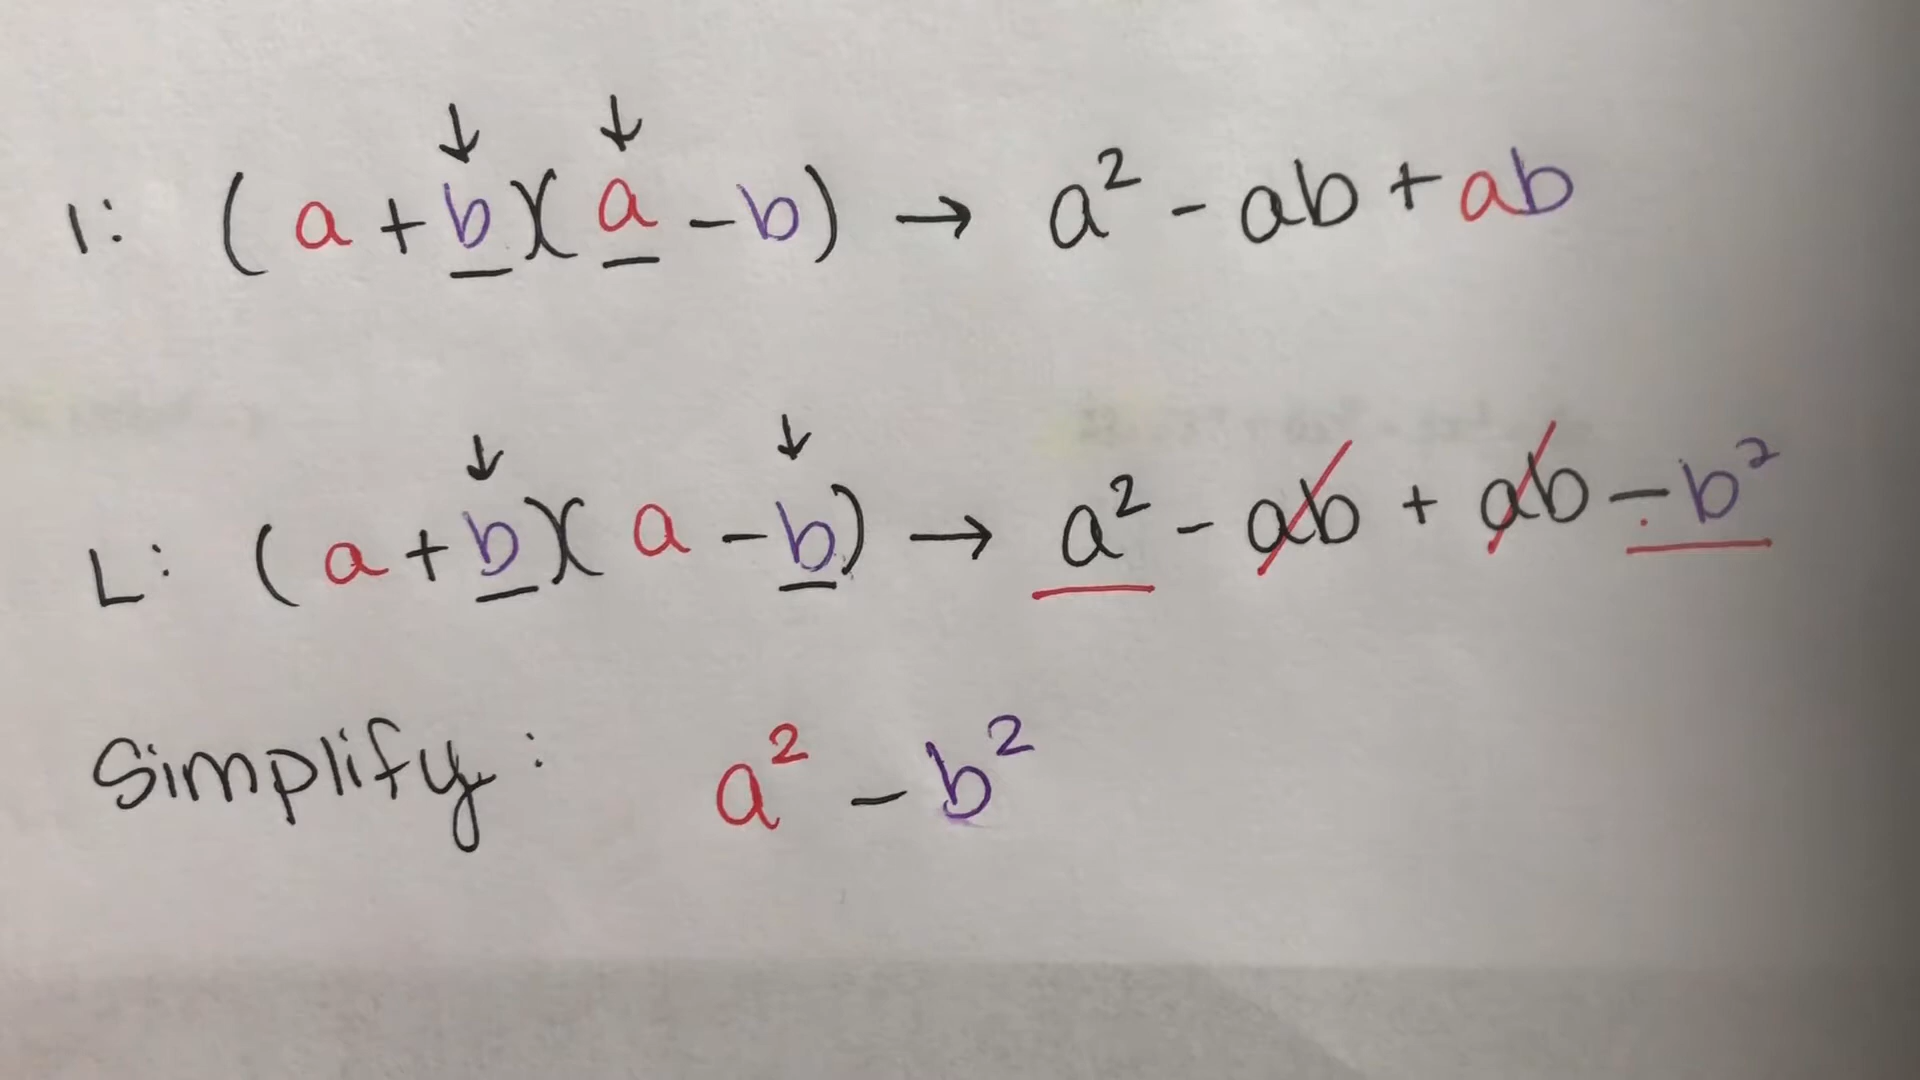 I: (a + b)(a - b) → a² - ab + ab
L: (a + b)(a - b) → a² - ab + ab - b²
Simplify: a² - b²